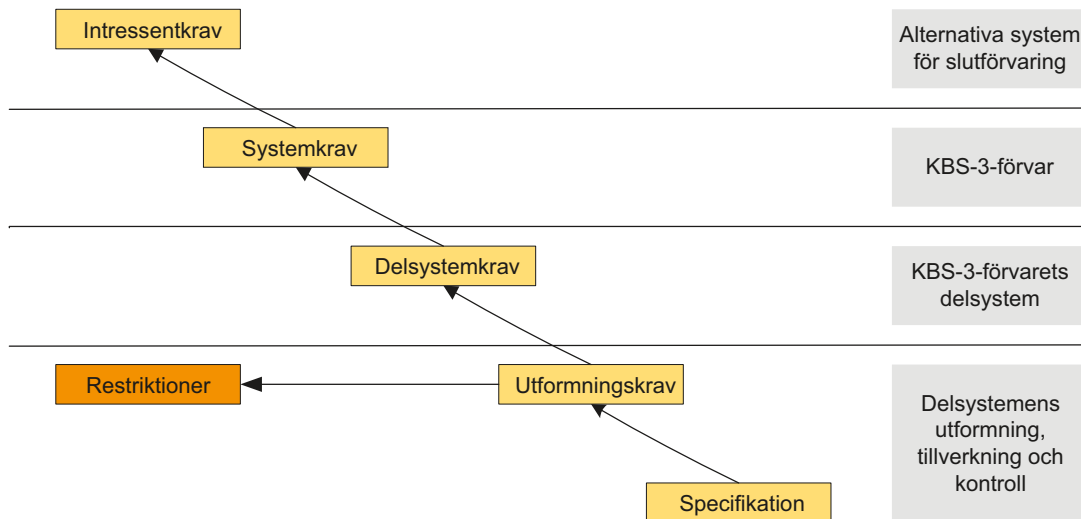 Intressentkrav
Alternativa system
för slutförvaring
Systemkrav
KBS-3-förvar
Delsystemkrav
KBS-3-förvarets
delsystem
Restriktioner
Utformningskrav
Delsystemens
utformning,
tillverkning och
kontroll
Specifikation